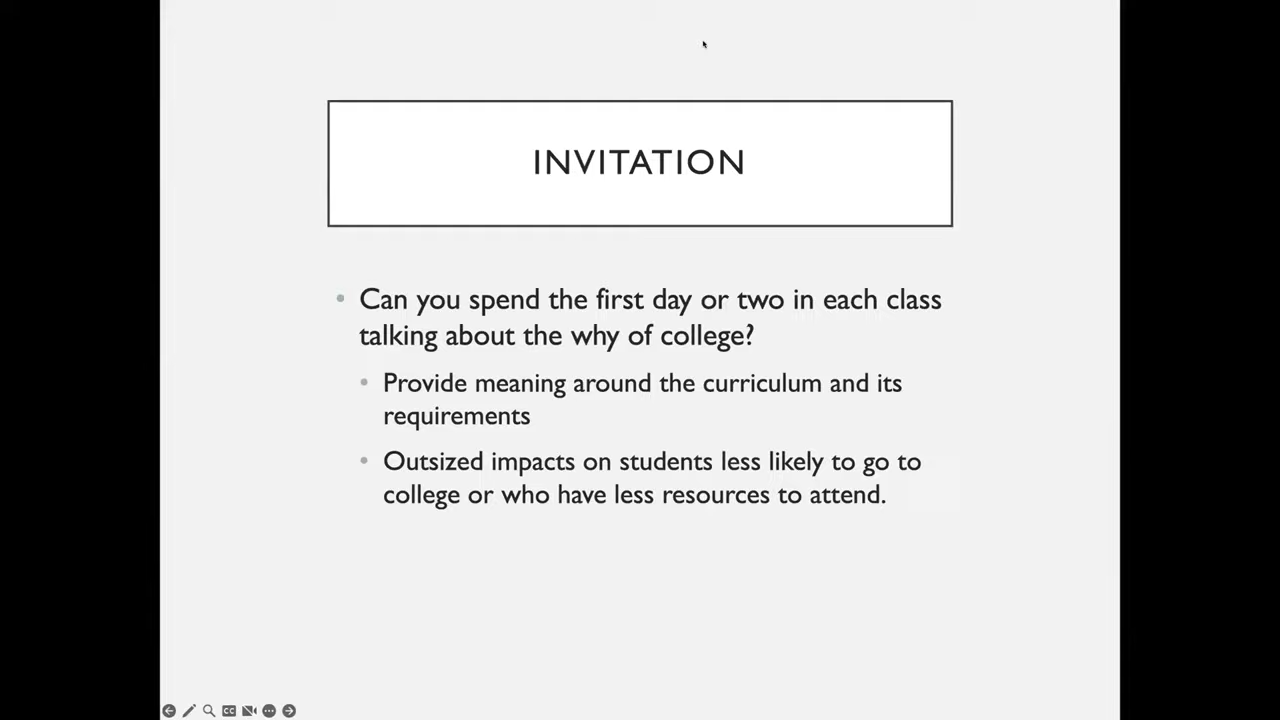 INVITATION
• Can you spend the first day or two in each class
talking about the why of college?
• Provide meaning around the curriculum and its
requirements
• Outsized impacts on students less likely to go to
college or who have less resources to attend.
CC